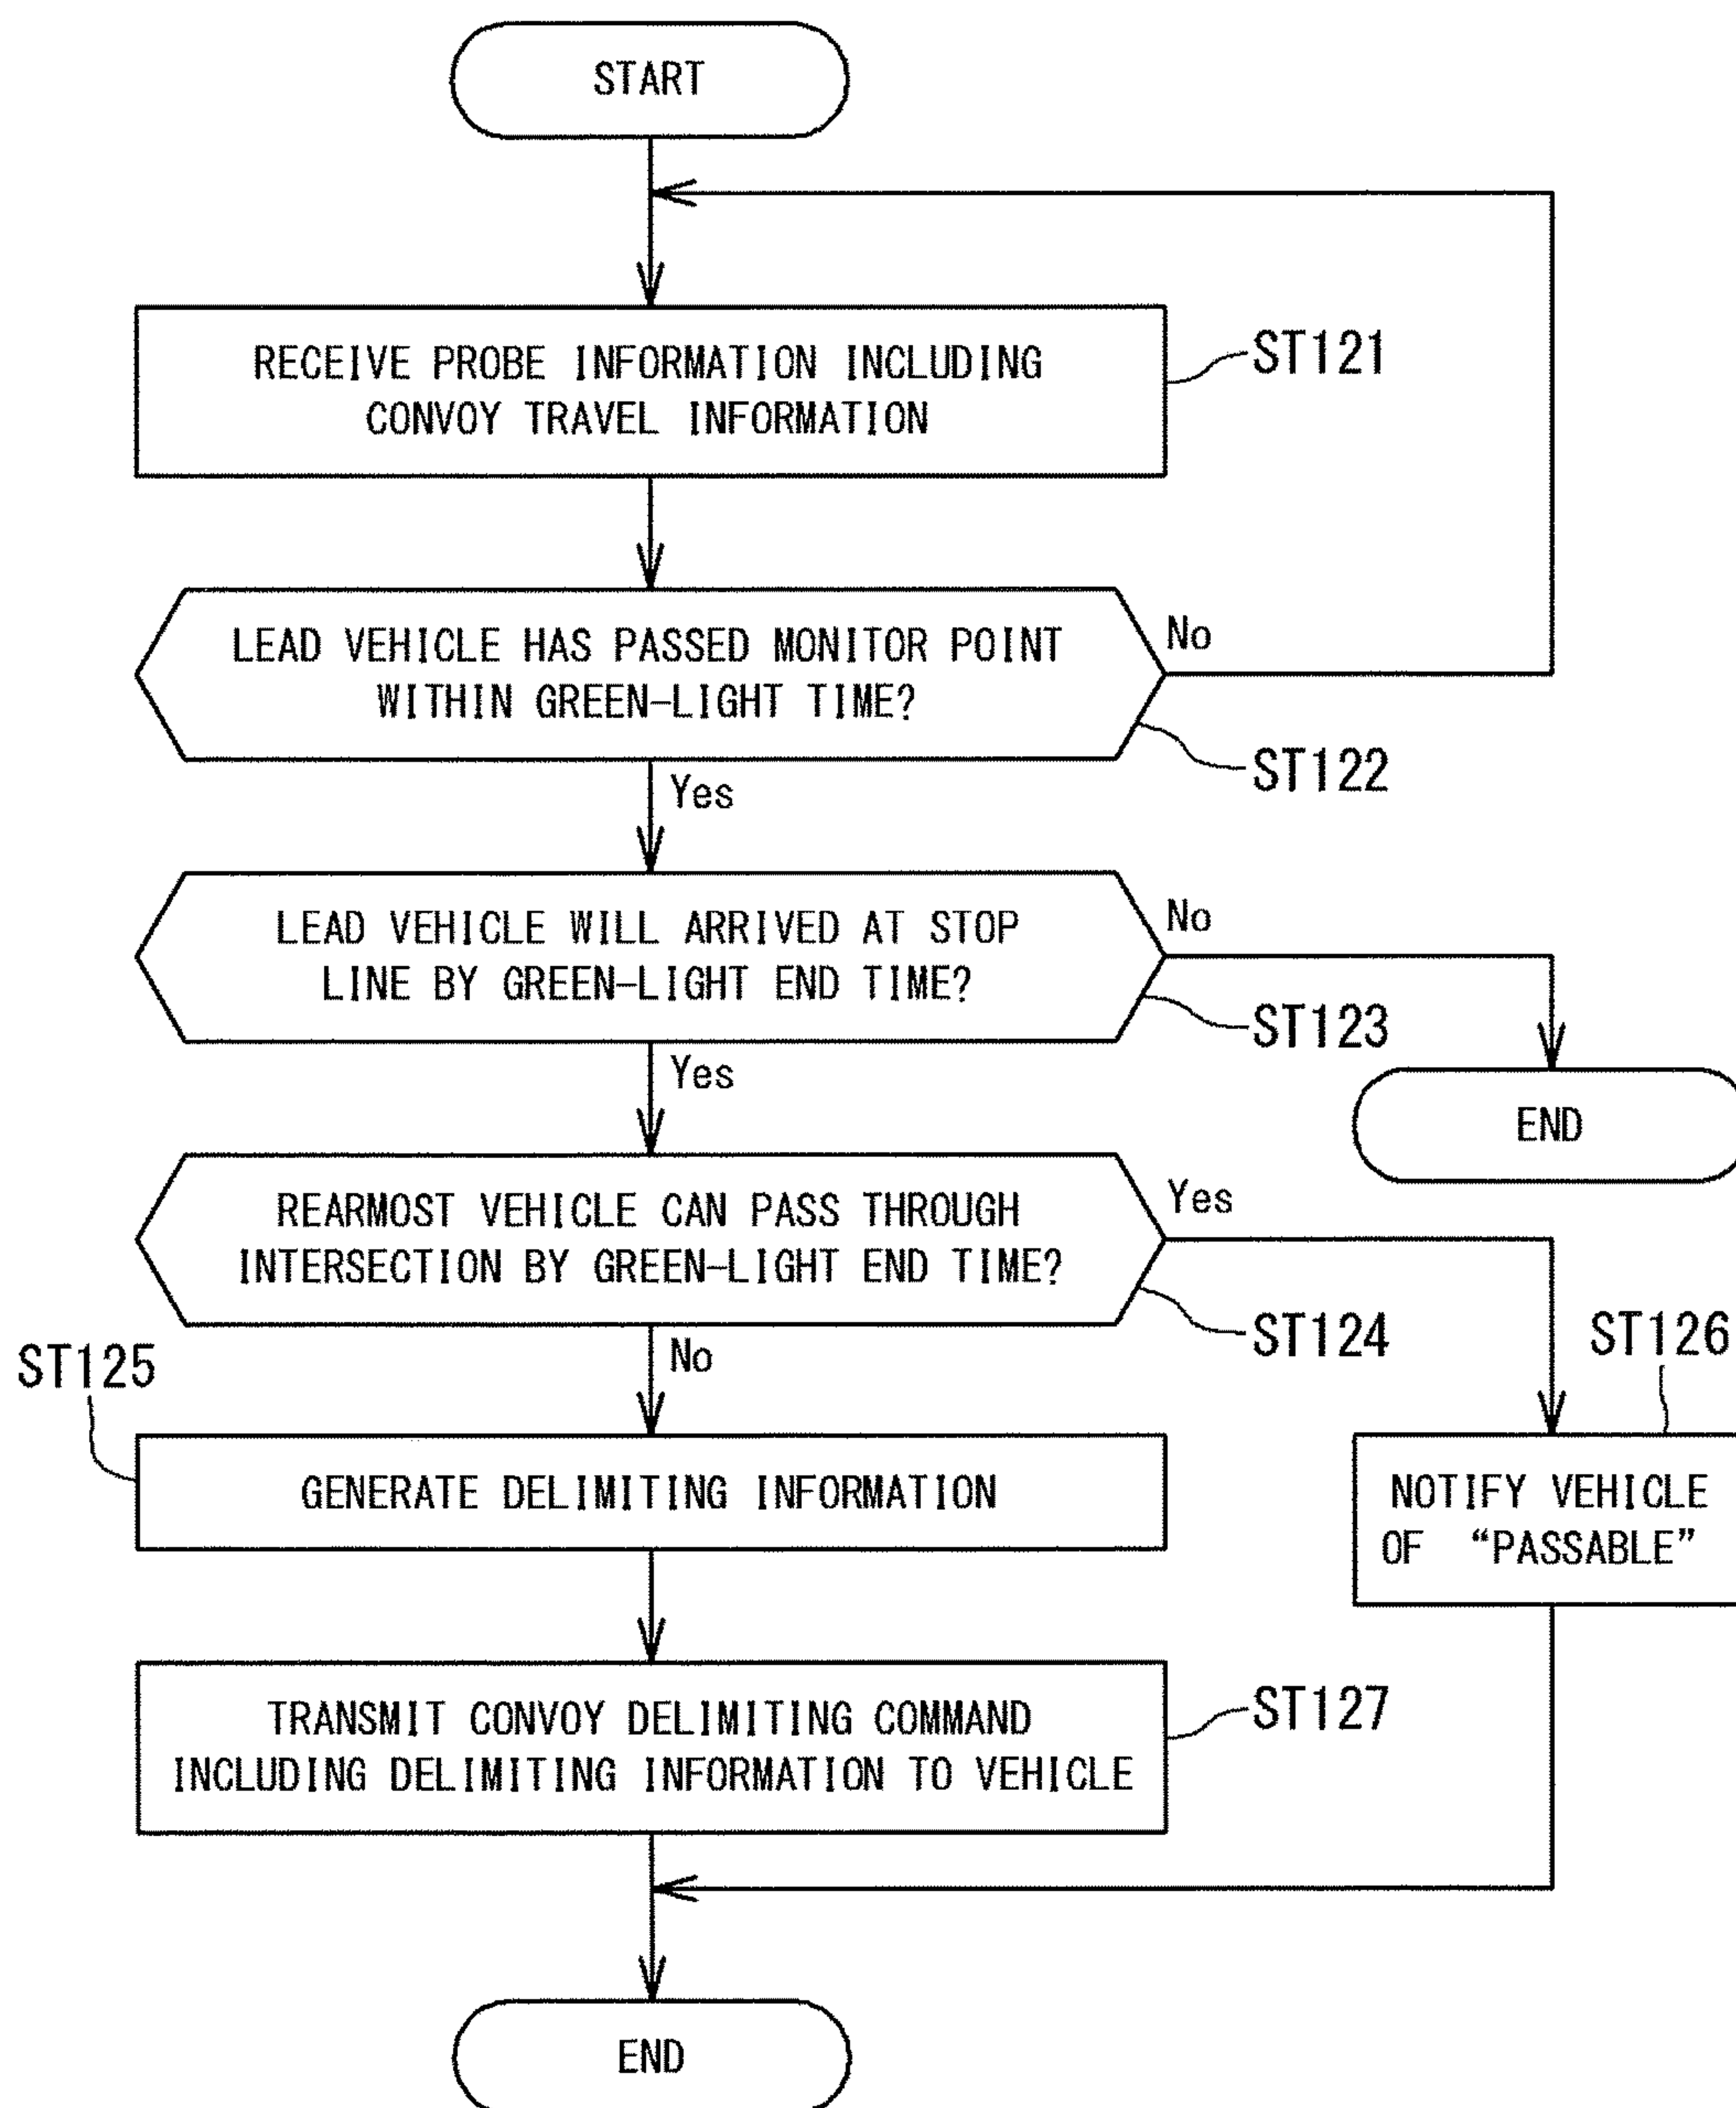 START
RECEIVE PROBE INFORMATION INCLUDING
CONVOY TRAVEL INFORMATION
ST121
LEAD VEHICLE HAS PASSED MONITOR POINT
WITHIN GREEN-LIGHT TIME?
No
ST122
Yes
LEAD VEHICLE WILL ARRIVED AT STOP
LINE BY GREEN-LIGHT END TIME?
No
ST123
Yes
END
REARMOST VEHICLE CAN PASS THROUGH
INTERSECTION BY GREEN-LIGHT END TIME?
Yes
ST124
No
ST125
GENERATE DELIMITING INFORMATION
ST126
NOTIFY VEHICLE
OF “PASSABLE”
TRANSMIT CONVOY DELIMITING COMMAND
INCLUDING DELIMITING INFORMATION TO VEHICLE
ST127
END